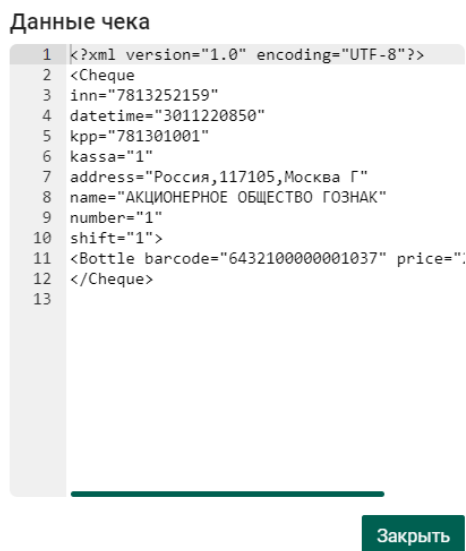 Данные чека
1 <?xml version="1.0" encoding="UTF-8"?>
2 <Cheque
3 inn="7813252159"
4 datetime="3011220850"
5 kpp="781301001"
6 kassa="1"
7 address="Россия,117105,Москва Г"
8 name="АКЦИОНЕРНОЕ ОБЩЕСТВО ГОЗНАК"
9 number="1"
10 shift="1">
11 <Bottle barcode="6432100000001037" price="
12 </Cheque>
13
Закрыть